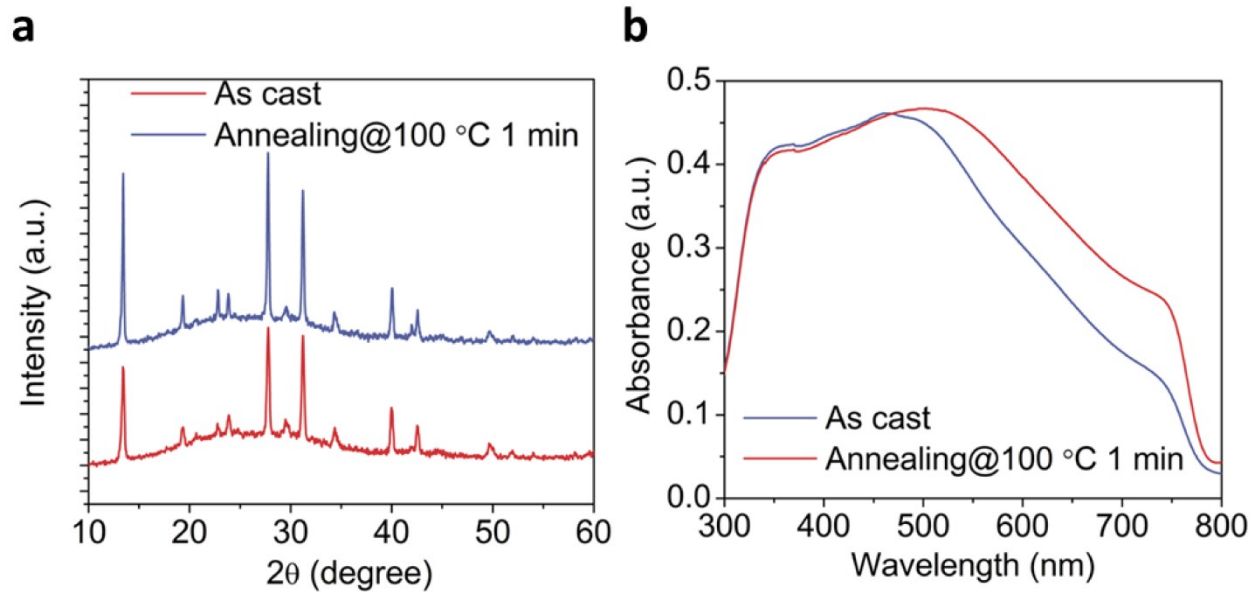 a
As cast
Annealing@100 °C 1 min
Intensity (a.u.)
10 20 30 40 50 60
2θ (degree)
b
0.5
0.4
0.3
0.2
0.1
0.0
Absorbance (a.u.)
As cast
Annealing@100 °C 1 min
300 400 500 600 700 800
Wavelength (nm)